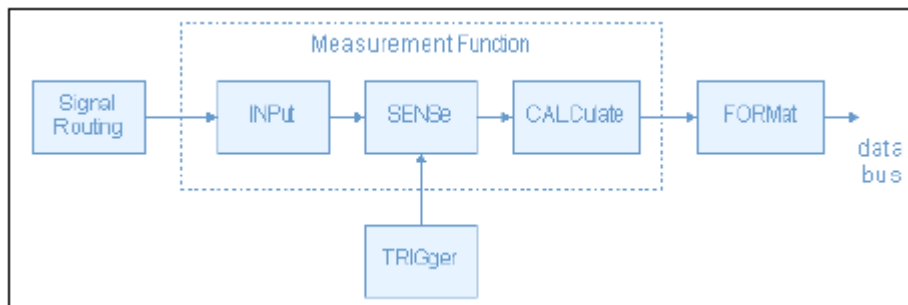 Measurement Function
Signal
Routing
INPut
SENSe
CALCulate
FORMat
data
bus
TRIGger